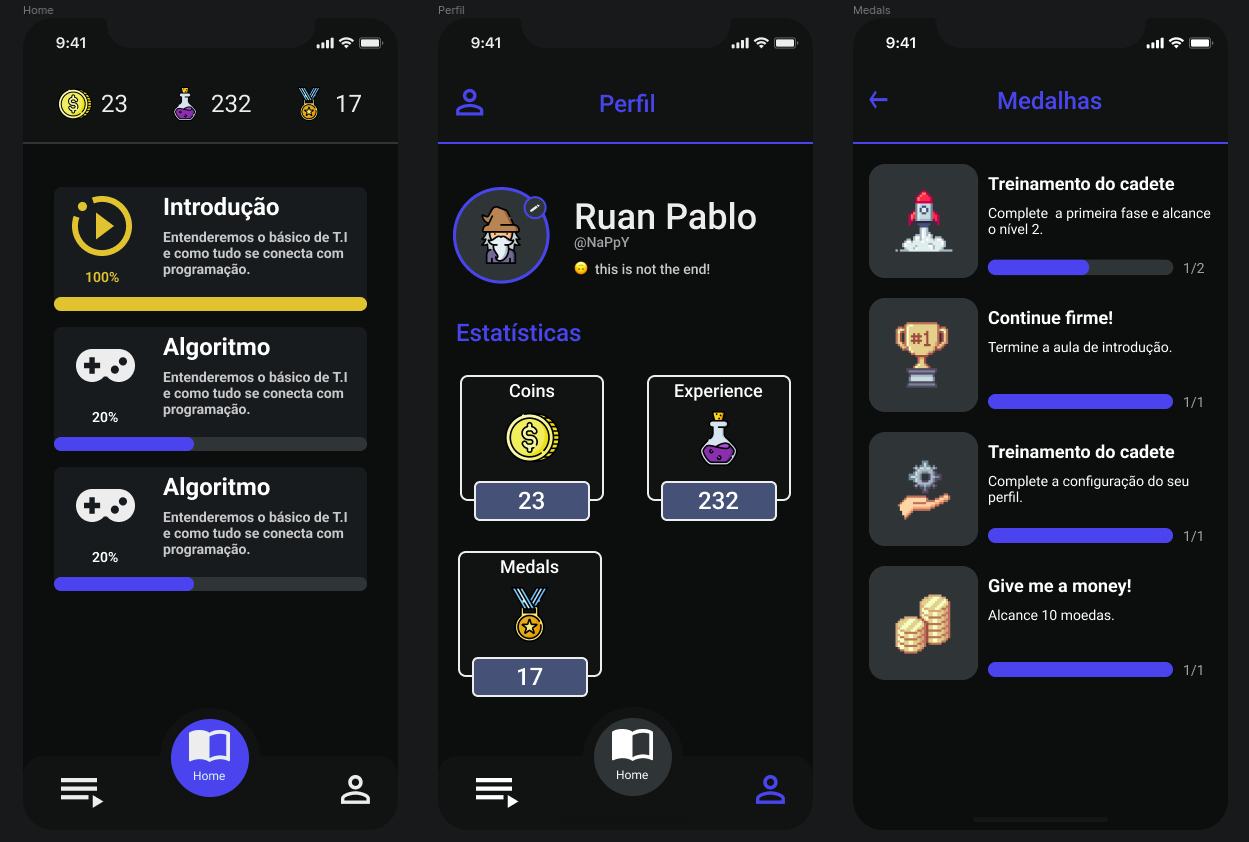 Home
9:41
23
232
17
Introdução
Entenderemos o básico de T.I
e como tudo se conecta com
programação.
100%
Algoritmo
Entenderemos o básico de T.I
e como tudo se conecta com
programação.
20%
Algoritmo
Entenderemos o básico de T.I
e como tudo se conecta com
programação.
20%
Home
Perfil
9:41
Perfil
Ruan Pablo
@NaPpY
this is not the end!
Estatísticas
Coins
$
23
Experience
232
Medals
17
Home
Medals
9:41
Medalhas
Treinamento do cadete
Complete a primeira fase e alcance
o nível 2.
1/2
#1
Continue firme!
Termine a aula de introdução.
1/1
Treinamento do cadete
Complete a configuração do seu
perfil.
1/1
Give me a money!
Alcance 10 moedas.
1/1